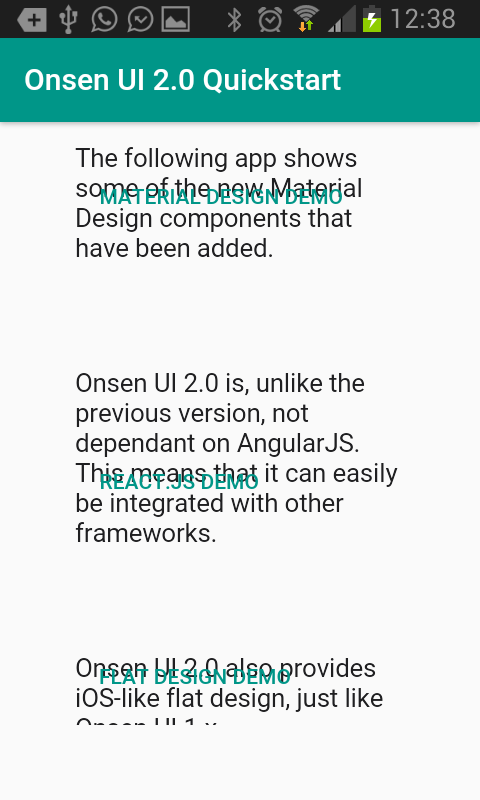 12:38
Onsen UI 2.0 Quickstart
The following app shows
some of the new Material
MATERIAL DESIGN DEMO
Design components that
have been added.
Onsen UI 2.0 is, unlike the
previous version, not
dependant on AngularJS.
This means that it can easily
REACT.JS DEMO
be integrated with other
frameworks.
Onsen UI 2.0 also provides
FLAT DESIGN DEMO
iOS-like flat design, just like
Onsen UI 1.x